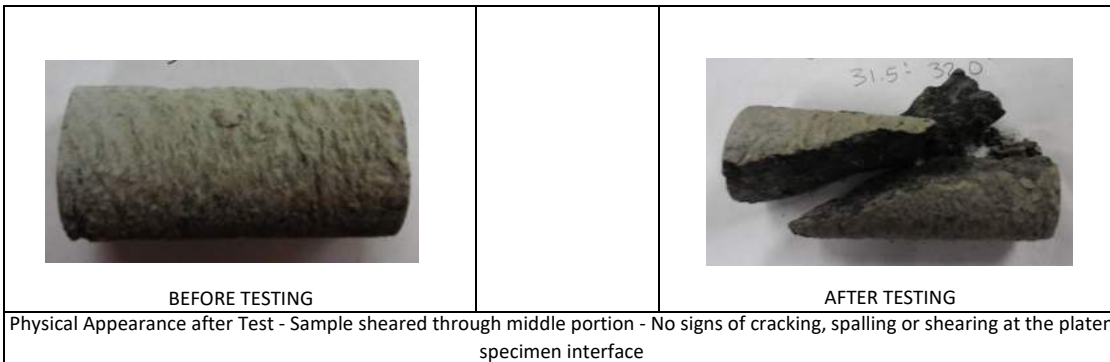 31.5' 32.0
BEFORE TESTING
AFTER TESTING
Physical Appearance after Test - Sample sheared through middle portion - No signs of cracking, spalling or shearing at the platen
specimen interface